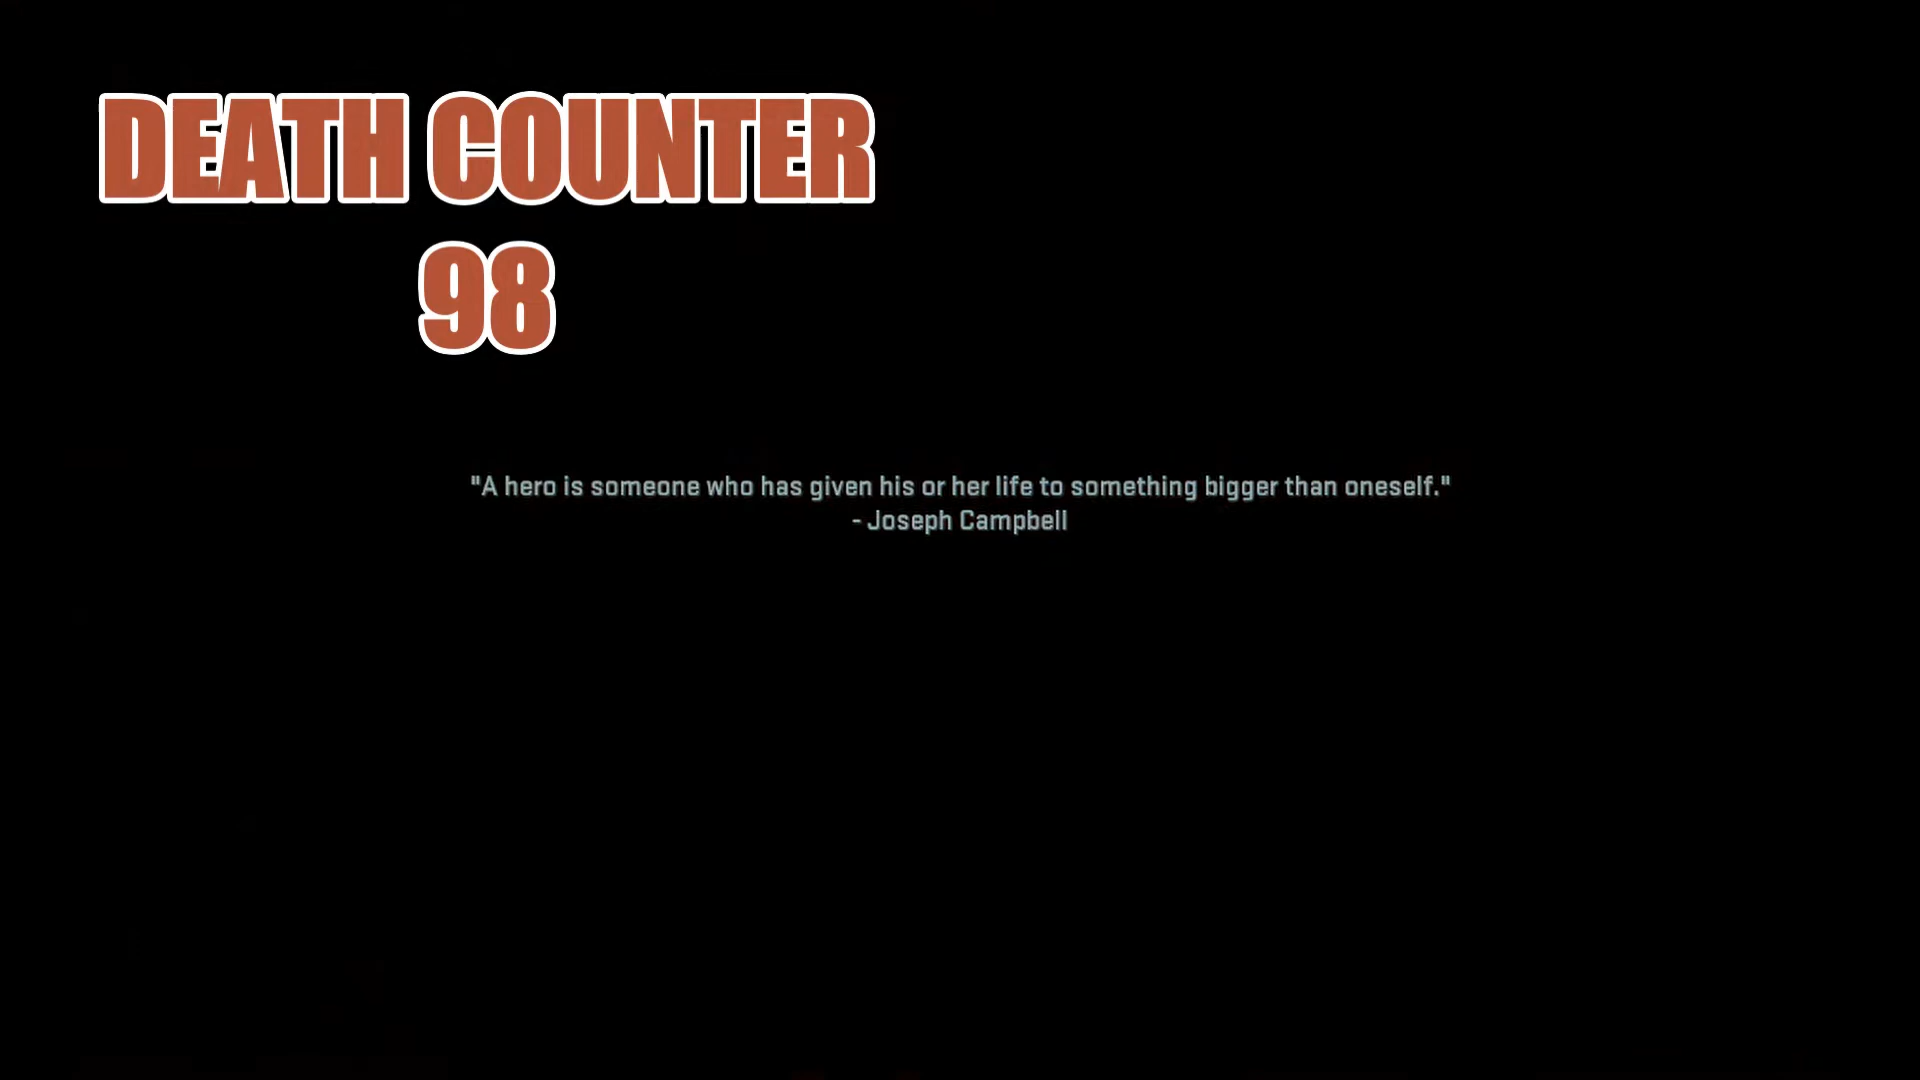 DEATH COUNTER
98
"A hero is someone who has given his or her life to something bigger than oneself."
- Joseph Campbell